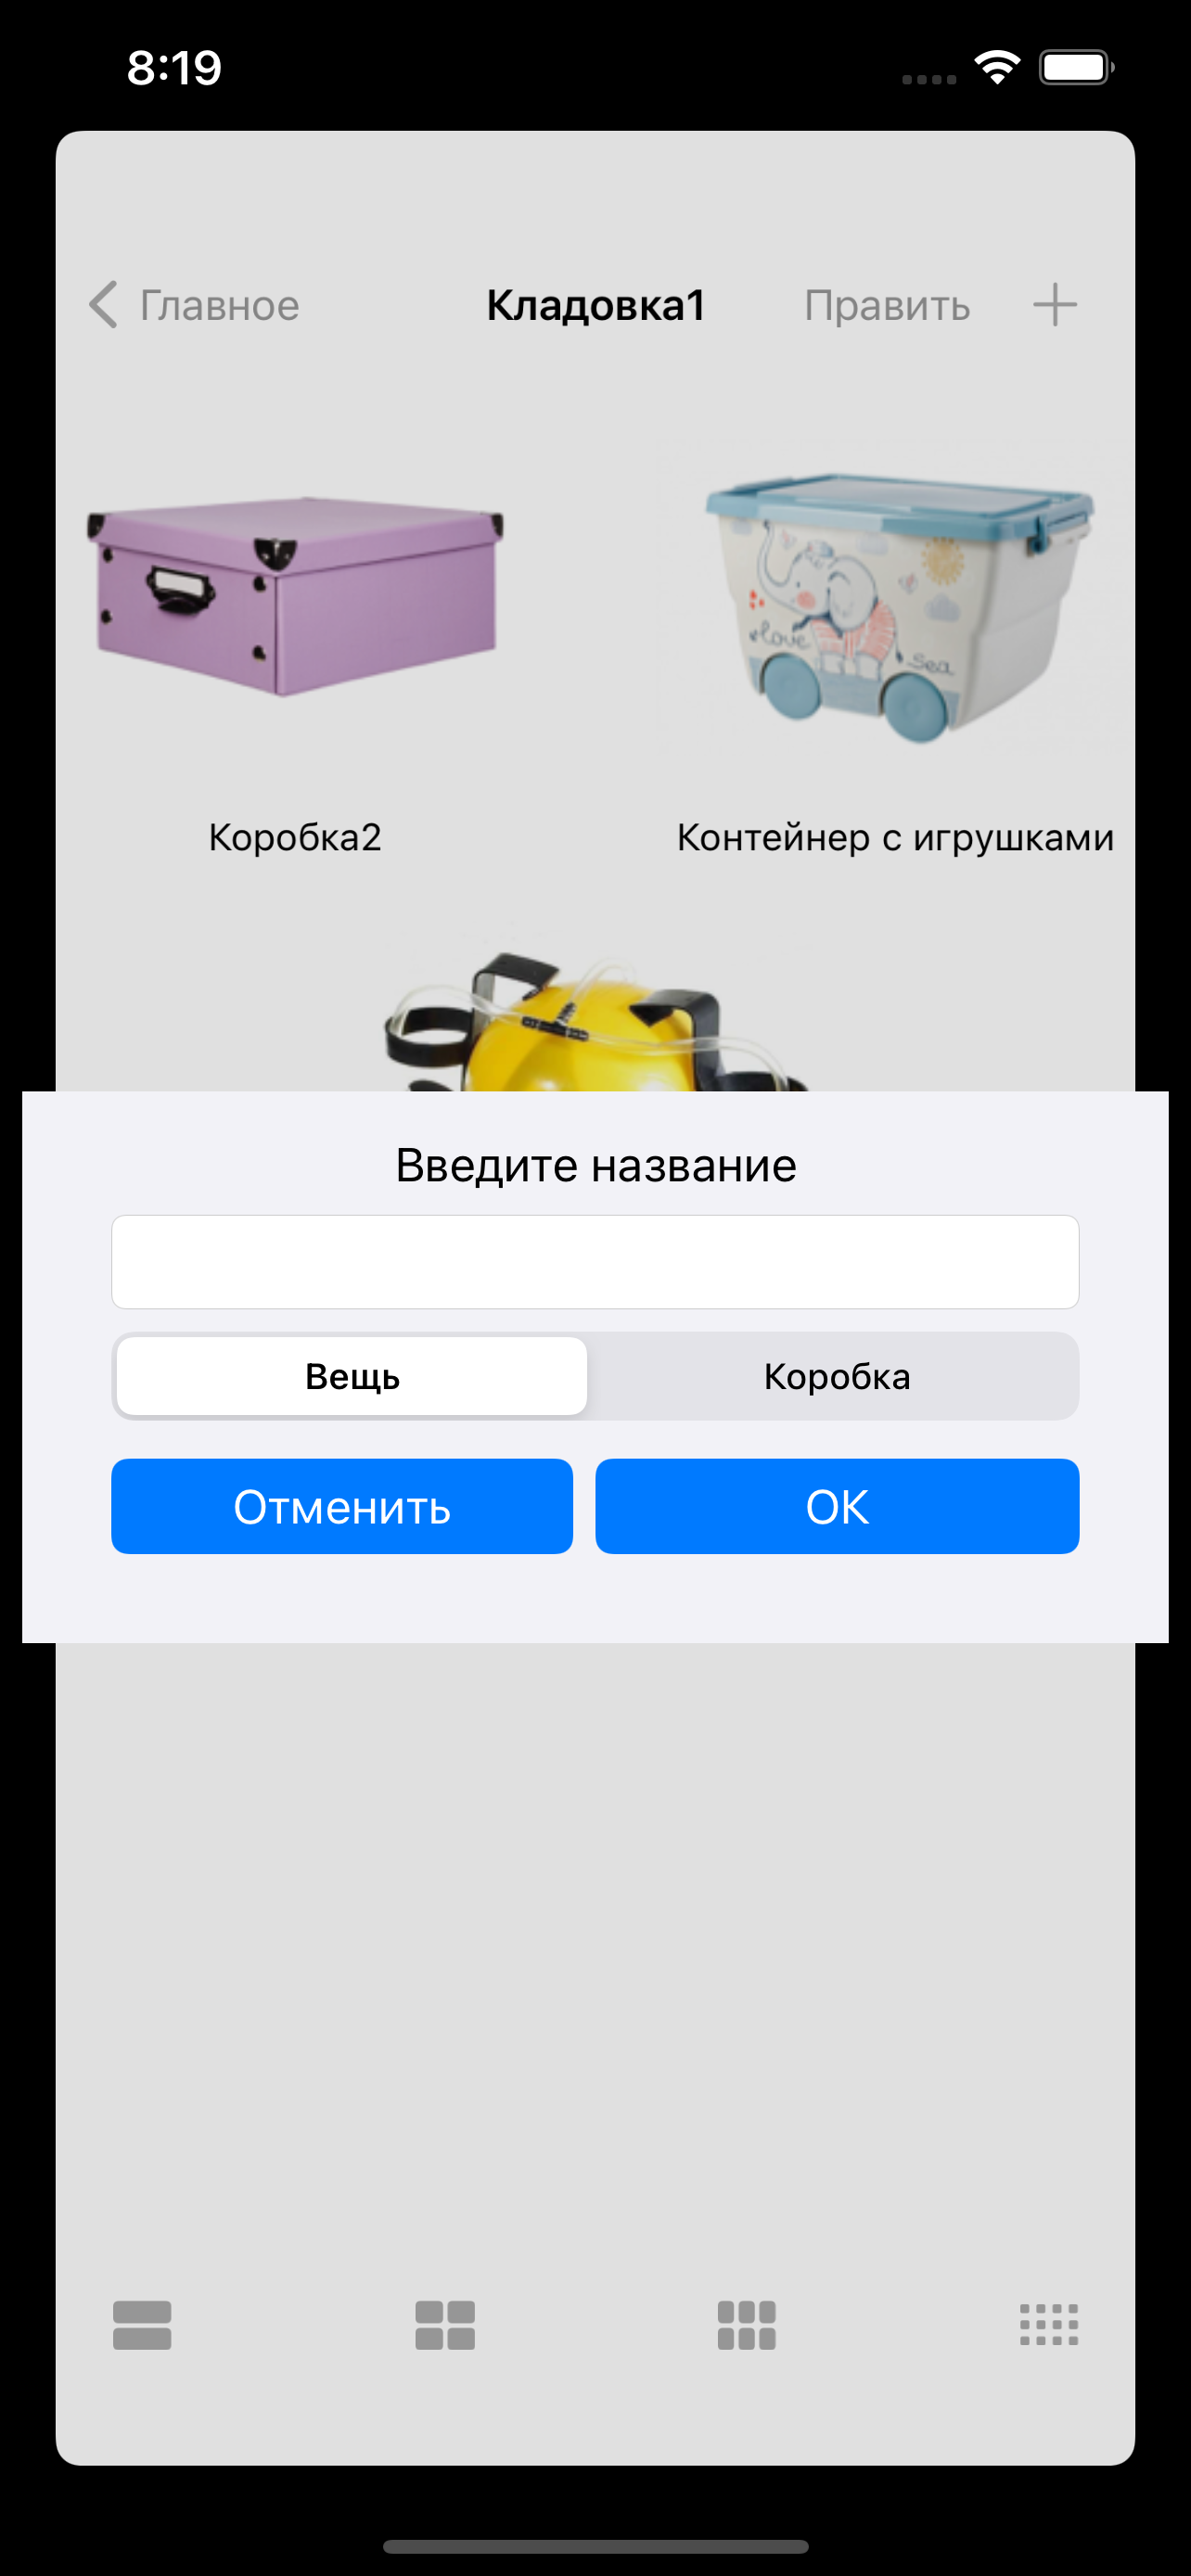 8:19
Главное
Кладовка1
Править
love
Sea
Коробка2
Контейнер с игрушками
Введите название
Вещь
Коробка
Отменить
OK